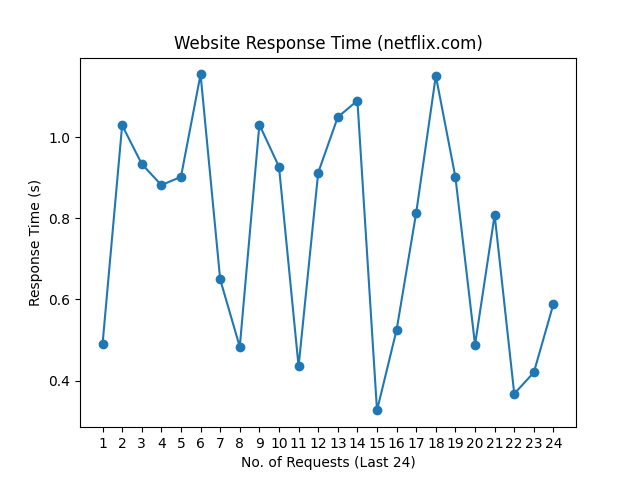 Website Response Time (netflix.com)
Response Time (s)
1.0
0.8
0.6
0.4
1 2 3 4 5 6 7 8 9 10 11 12 13 14 15 16 17 18 19 20 21 22 23 24
No. of Requests (Last 24)